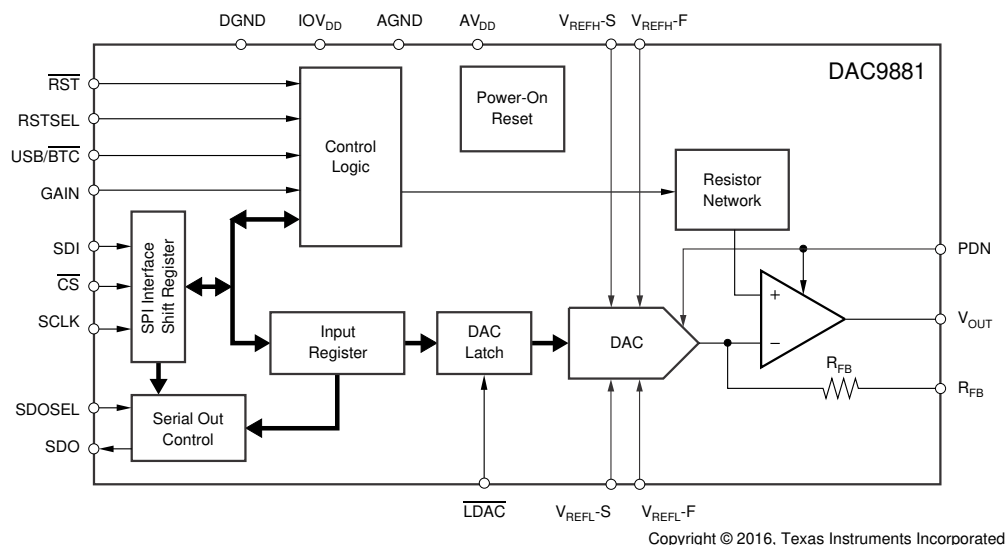 DGND IOVDD AGND AVDD VREFH-S VREFH-F
DAC9881
RST
RSTSEL
USB/BTC
GAIN
SDI
CS
SCLK
SDOSEL
SDO
Control
Logic
Power-On
Reset
Resistor
Network
SPI Interface
Shift Register
Input
Register
DAC
Latch
DAC
Serial Out
Control
+
−
RFB
PDN
VOUT
RFB
LDAC VREFL-S VREFL-F
Copyright © 2016, Texas Instruments Incorporated